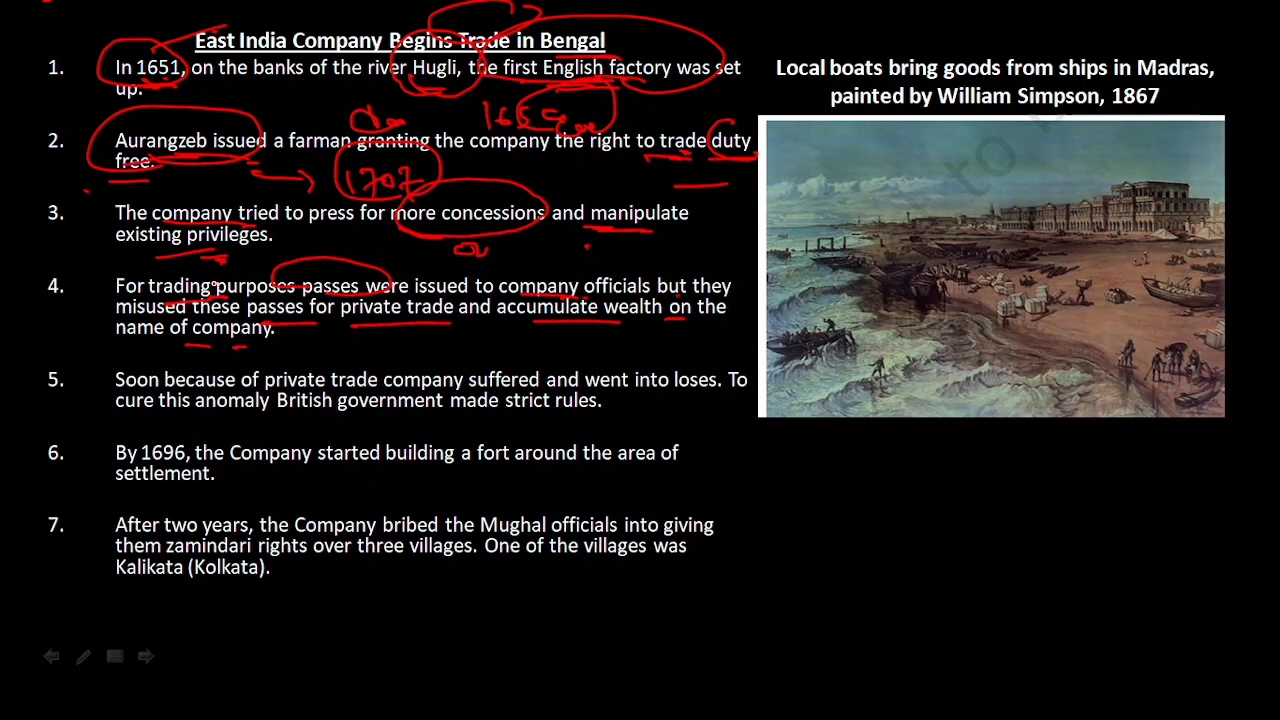 East India Company Begins Trade in Bengal
1. In 1651, on the banks of the river Hugli, the first English factory was set
up.
2. Aurangzeb issued a farman granting the company the right to trade duty
free.
1707
3. The company tried to press for more concessions and manipulate
existing privileges.
4. For trading purposes passes were issued to company officials but they
misused these passes for private trade and accumulate wealth on the
name of company.
5. Soon because of private trade company suffered and went into loses. To
cure this anomaly British government made strict rules.
6. By 1696, the Company started building a fort around the area of
settlement.
7. After two years, the Company bribed the Mughal officials into giving
them zamindari rights over three villages. One of the villages was
Kalikata (Kolkata).
Local boats bring goods from ships in Madras,
painted by William Simpson, 1867
to